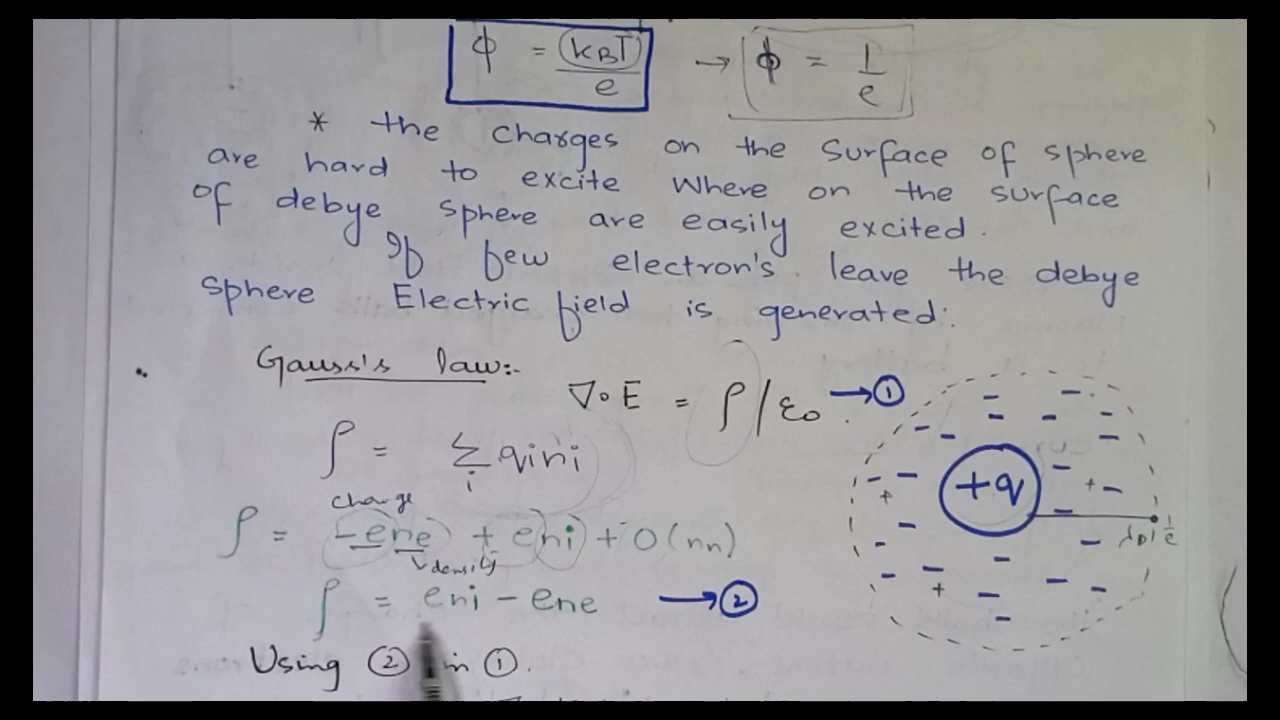 ϕ = kBT/e → ϕ = 1/e
* the charges on the surface of sphere
are hard to excite where on the surface
of debye sphere are easily excited.
If few electron's leave the debye
sphere Electric field is generated.
Gauss's law:-
∇∘E = ρ/ε₀ → ①
ρ = Σᵢ qᵢnᵢ
charge
ρ = -ene + eni + O(nn)
density
ρ = eni - ene → ②
Using ② in ①.
+q
λD
1/e